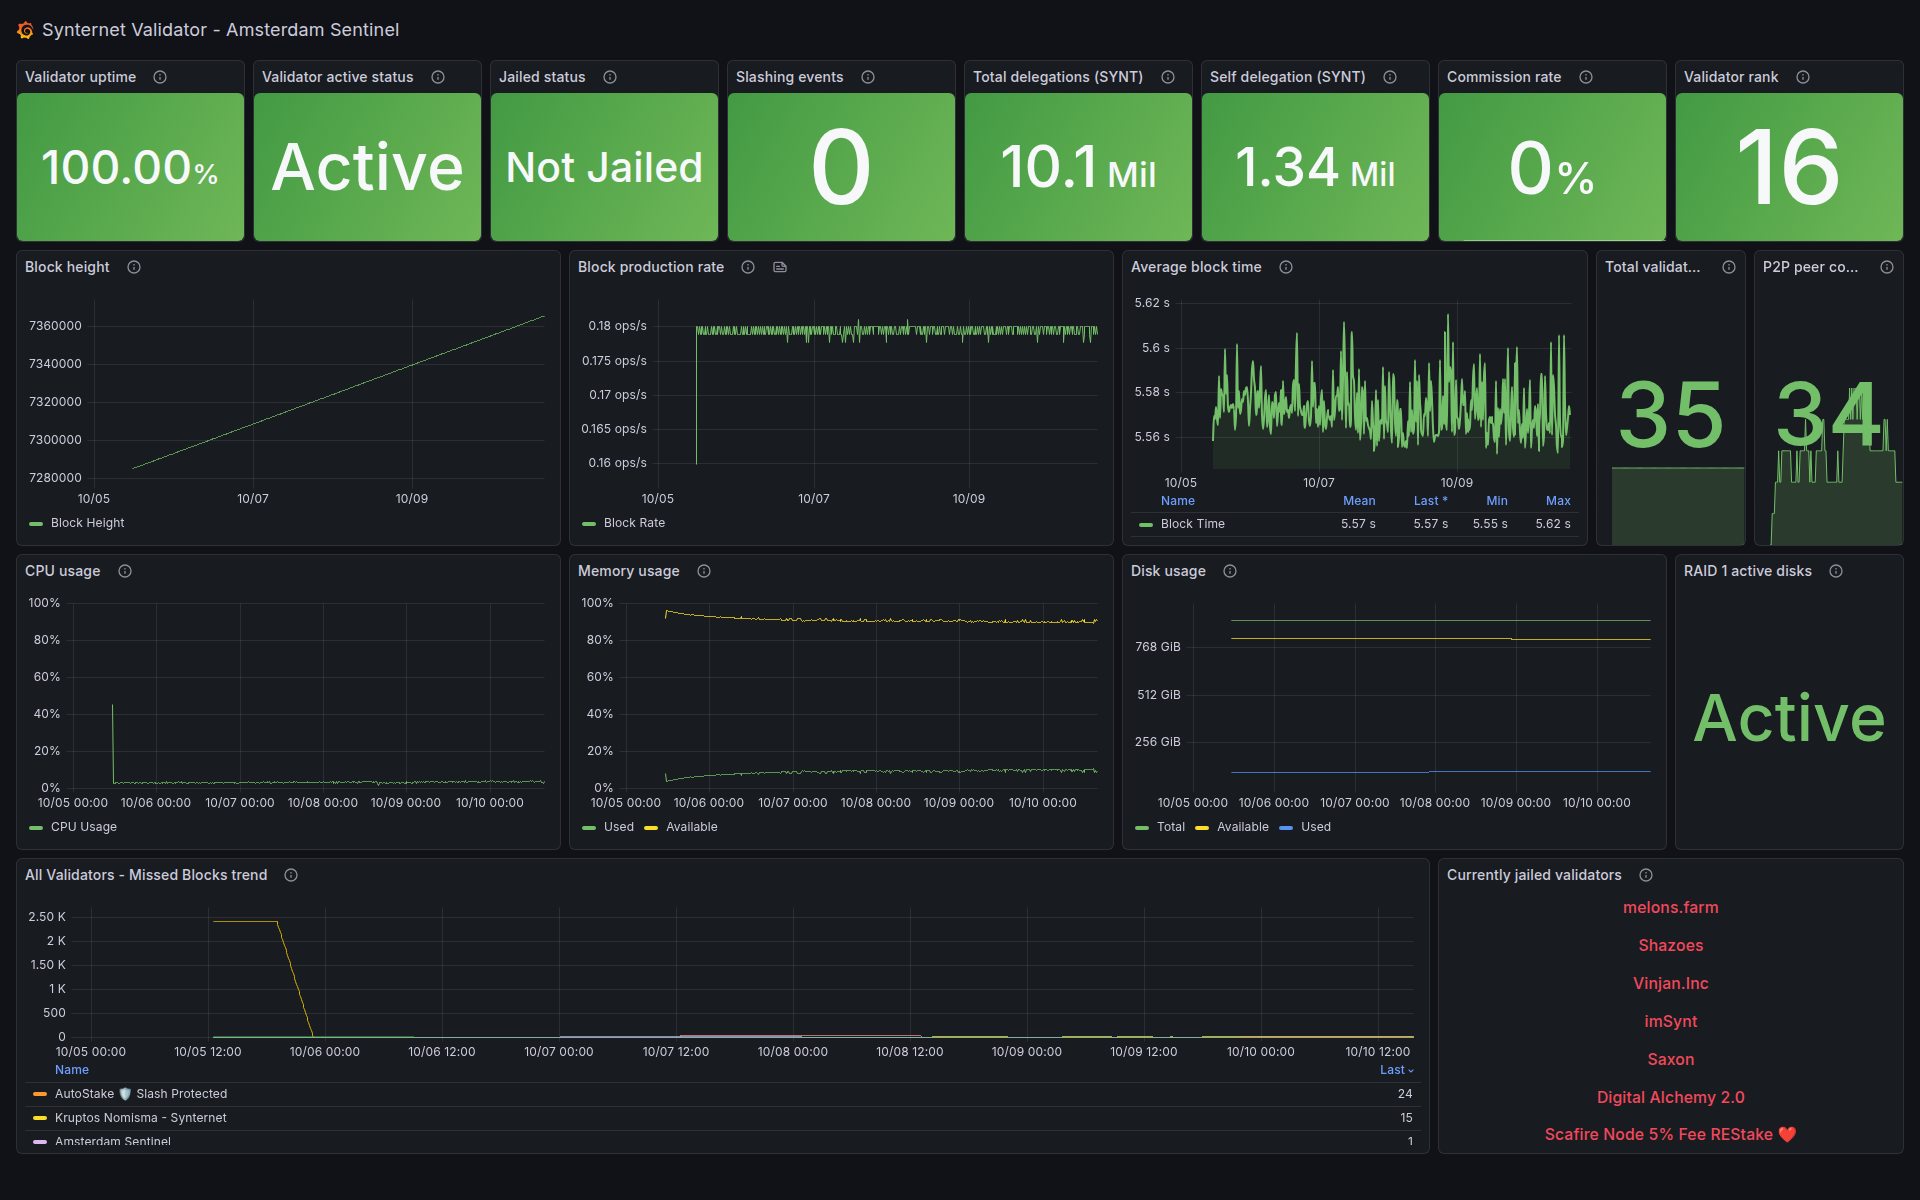 Synternet Validator - Amsterdam Sentinel
Validator uptime
100.00%
Validator active status
Active
Jailed status
Not Jailed
Slashing events
0
Total delegations (SYNT)
10.1 Mil
Self delegation (SYNT)
1.34 Mil
Commission rate
0%
Validator rank
16
Block height
7360000
7340000
7320000
7300000
7280000
10/05 10/07 10/09
Block Height
Block production rate
0.18 ops/s
0.175 ops/s
0.17 ops/s
0.165 ops/s
0.16 ops/s
10/05 10/07 10/09
Block Rate
Average block time
5.62 s
5.6 s
5.58 s
5.56 s
10/05 10/07 10/09
Name Mean Last * Min Max
Block Time 5.57 s 5.57 s 5.55 s 5.62 s
Total validat...
35
P2P peer co...
34
CPU usage
100%
80%
60%
40%
20%
0%
10/05 00:00 10/06 00:00 10/07 00:00 10/08 00:00 10/09 00:00 10/10 00:00
CPU Usage
Memory usage
100%
80%
60%
40%
20%
0%
10/05 00:00 10/06 00:00 10/07 00:00 10/08 00:00 10/09 00:00 10/10 00:00
Used Available
Disk usage
768 GiB
512 GiB
256 GiB
10/05 00:00 10/06 00:00 10/07 00:00 10/08 00:00 10/09 00:00 10/10 00:00
Total Available Used
RAID 1 active disks
Active
All Validators - Missed Blocks trend
2.50 K
2 K
1.50 K
1 K
500
0
10/05 00:00 10/05 12:00 10/06 00:00 10/06 12:00 10/07 00:00 10/07 12:00 10/08 00:00 10/08 12:00 10/09 00:00 10/09 12:00 10/10 00:00 10/10 12:00
Name Last
AutoStake 🛡️ Slash Protected 24
Kruptos Nomisma - Synternet 15
Amsterdam Sentinel 1
Currently jailed validators
melons.farm
Shazoes
Vinjan.Inc
imSynt
Saxon
Digital Alchemy 2.0
Scafire Node 5% Fee REStake ❤️